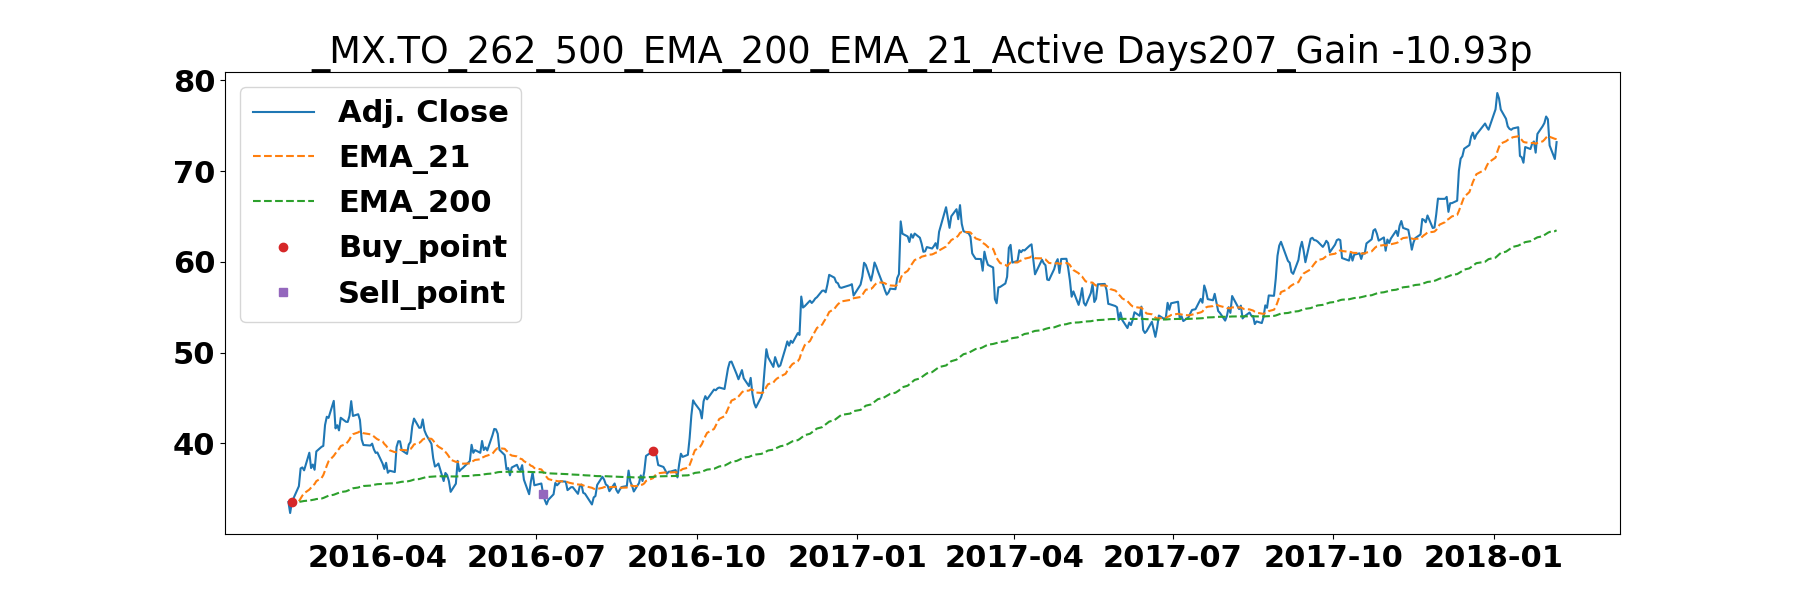 _MX.TO_262_500_EMA_200_EMA_21_Active Days207_Gain -10.93p
80
70
60
50
40
Adj. Close
EMA_21
EMA_200
Buy_point
Sell_point
2016-04 2016-07 2016-10 2017-01 2017-04 2017-07 2017-10 2018-01